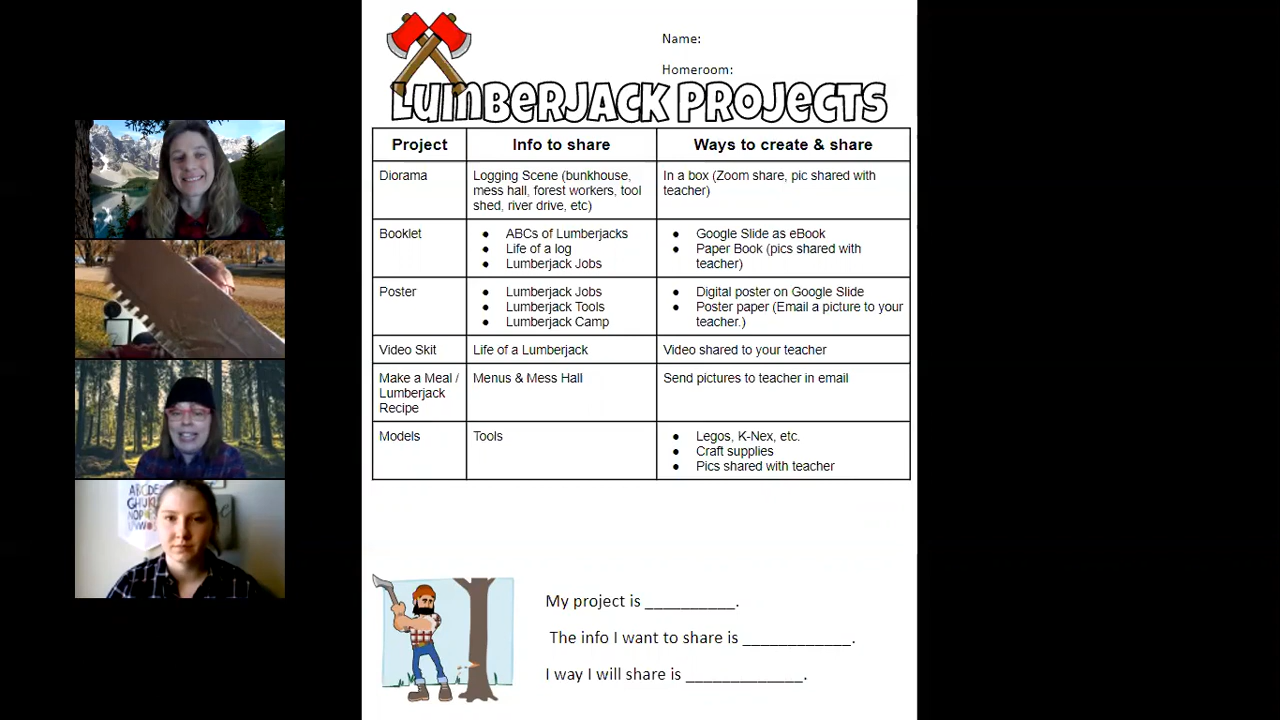 Name:
Homeroom:
Lumberjack Projects
Project Info to share Ways to create & share
Diorama
Logging Scene (bunkhouse,
mess hall, forest workers, tool
shed, river drive, etc)
In a box (Zoom share, pic shared with
teacher)
Booklet
● ABCs of Lumberjacks
● Life of a log
● Lumberjack Jobs
● Google Slide as eBook
● Paper Book (pics shared with
teacher)
Poster
● Lumberjack Jobs
● Lumberjack Tools
● Lumberjack Camp
● Digital poster on Google Slide
● Poster paper (Email a picture to your
teacher.)
Video Skit
Life of a Lumberjack
Video shared to your teacher
Make a Meal /
Lumberjack
Recipe
Menus & Mess Hall
Send pictures to teacher in email
Models
Tools
● Legos, K-Nex, etc.
● Craft supplies
● Pics shared with teacher
My project is __________.
The info I want to share is ____________.
I way I will share is _____________.
ABCDE